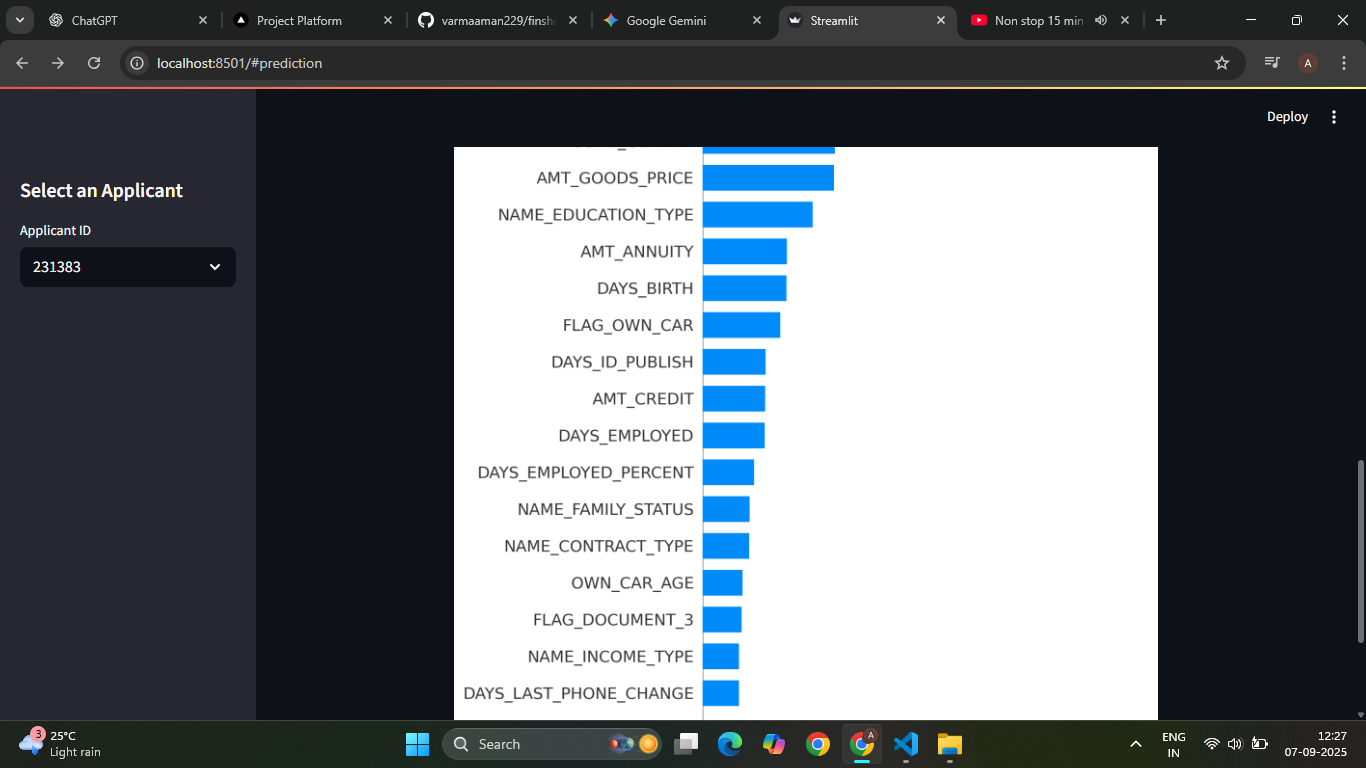 ChatGPT
Project Platform
varmaaman229/finshi
Google Gemini
Streamlit
Non stop 15 min
localhost:8501/#prediction
A
Deploy
Select an Applicant
Applicant ID
231383
AMT_GOODS_PRICE
NAME_EDUCATION_TYPE
AMT_ANNUITY
DAYS_BIRTH
FLAG_OWN_CAR
DAYS_ID_PUBLISH
AMT_CREDIT
DAYS_EMPLOYED
DAYS_EMPLOYED_PERCENT
NAME_FAMILY_STATUS
NAME_CONTRACT_TYPE
OWN_CAR_AGE
FLAG_DOCUMENT_3
NAME_INCOME_TYPE
DAYS_LAST_PHONE_CHANGE
3
25°C
Light rain
Search
A
ENG
IN
12:27
07-09-2025